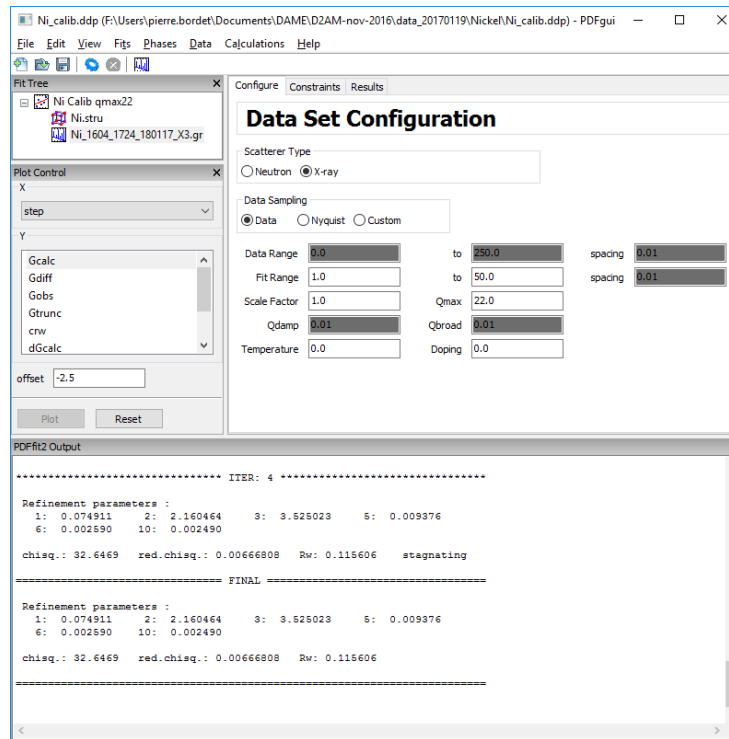 Ni_calib.ddp (F:\Users\pierre.bordet\Documents\DAME\D2AM-nov-2016\data_20170119\Nickel\Ni_calib.ddp) - PDFgui
File Edit View Fits Phases Data Calculations Help
Fit Tree
Ni Calib qmax22
Ni.stru
Ni_1604_1724_180117_X3.gr
Plot Control
X
step
Y
Gcalc
Gdiff
Gobs
Gtrunc
crw
dGcalc
offset -2.5
Plot Reset
Configure Constraints Results
Data Set Configuration
Scatterer Type
Neutron X-ray
Data Sampling
Data Nyquist Custom
Data Range 0.0 to 250.0 spacing 0.01
Fit Range 1.0 to 50.0 spacing 0.01
Scale Factor 1.0 Qmax 22.0
Qdamp 0.01 Qbroad 0.01
Temperature 0.0 Doping 0.0
PDFfit2 Output
******************************** ITER: 4 ********************************
Refinement parameters :
1: 0.074911 2: 2.160464 3: 3.525023 5: 0.009376
6: 0.002590 10: 0.002490
chisq.: 32.6469 red.chisq.: 0.00666808 Rw: 0.115606 stagnating
================================ FINAL ==================================
Refinement parameters :
1: 0.074911 2: 2.160464 3: 3.525023 5: 0.009376
6: 0.002590 10: 0.002490
chisq.: 32.6469 red.chisq.: 0.00666808 Rw: 0.115606
=========================================================================